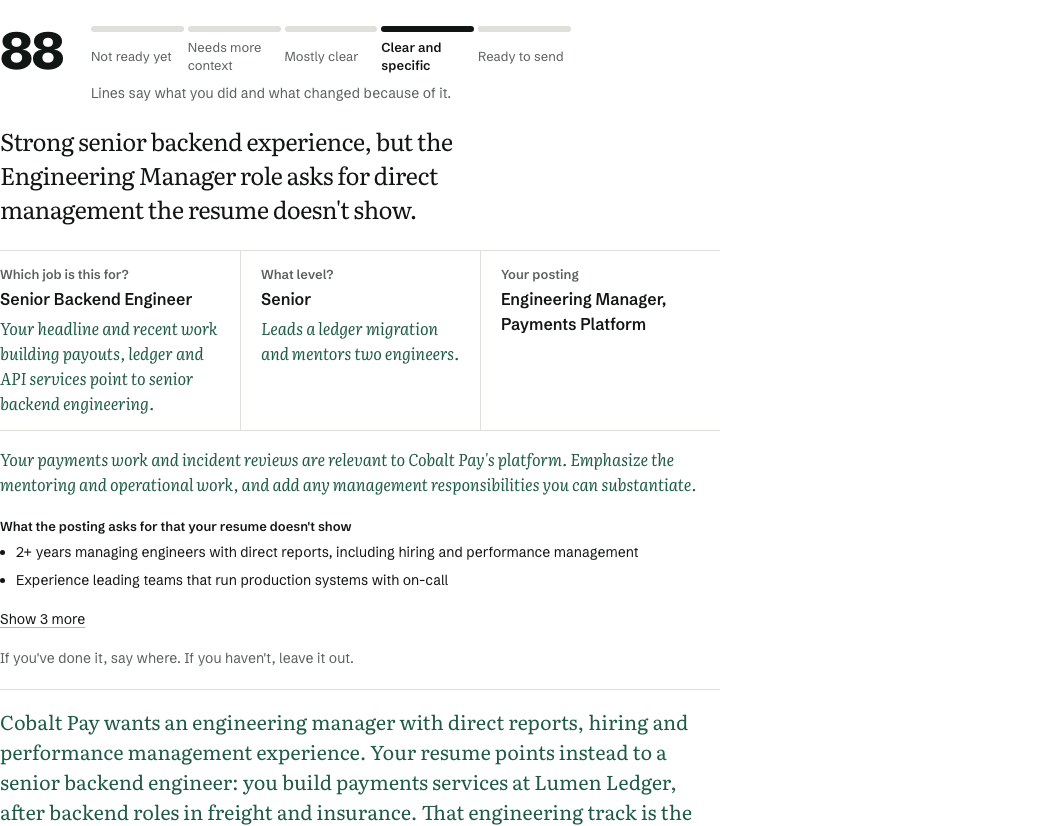 88
Not ready yet
Needs more
context
Mostly clear
Clear and
specific
Ready to send
Lines say what you did and what changed because of it.
Strong senior backend experience, but the
Engineering Manager role asks for direct
management the resume doesn't show.
Which job is this for?
Senior Backend Engineer
Your headline and recent work
building payouts, ledger and
API services point to senior
backend engineering.
What level?
Senior
Leads a ledger migration
and mentors two engineers.
Your posting
Engineering Manager,
Payments Platform
Your payments work and incident reviews are relevant to Cobalt Pay's platform. Emphasize the
mentoring and operational work, and add any management responsibilities you can substantiate.
What the posting asks for that your resume doesn't show
• 2+ years managing engineers with direct reports, including hiring and performance management
• Experience leading teams that run production systems with on-call
Show 3 more
If you've done it, say where. If you haven't, leave it out.
Cobalt Pay wants an engineering manager with direct reports, hiring and
performance management experience. Your resume points instead to a
senior backend engineer: you build payments services at Lumen Ledger,
after backend roles in freight and insurance. That engineering track is the